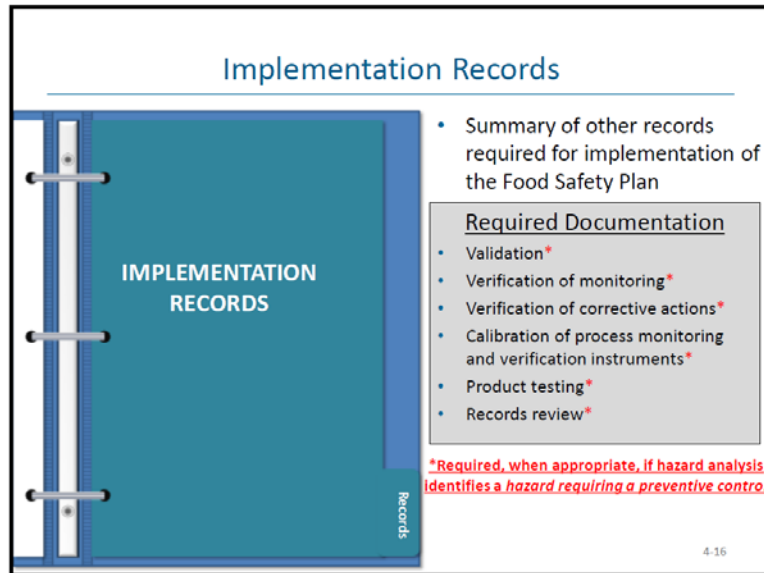 Implementation Records
IMPLEMENTATION
RECORDS
Records
• Summary of other records
required for implementation of
the Food Safety Plan
Required Documentation
• Validation*
• Verification of monitoring*
• Verification of corrective actions*
• Calibration of process monitoring
and verification instruments*
• Product testing*
• Records review*
*Required, when appropriate, if hazard analysis
identifies a hazard requiring a preventive contro
4-16